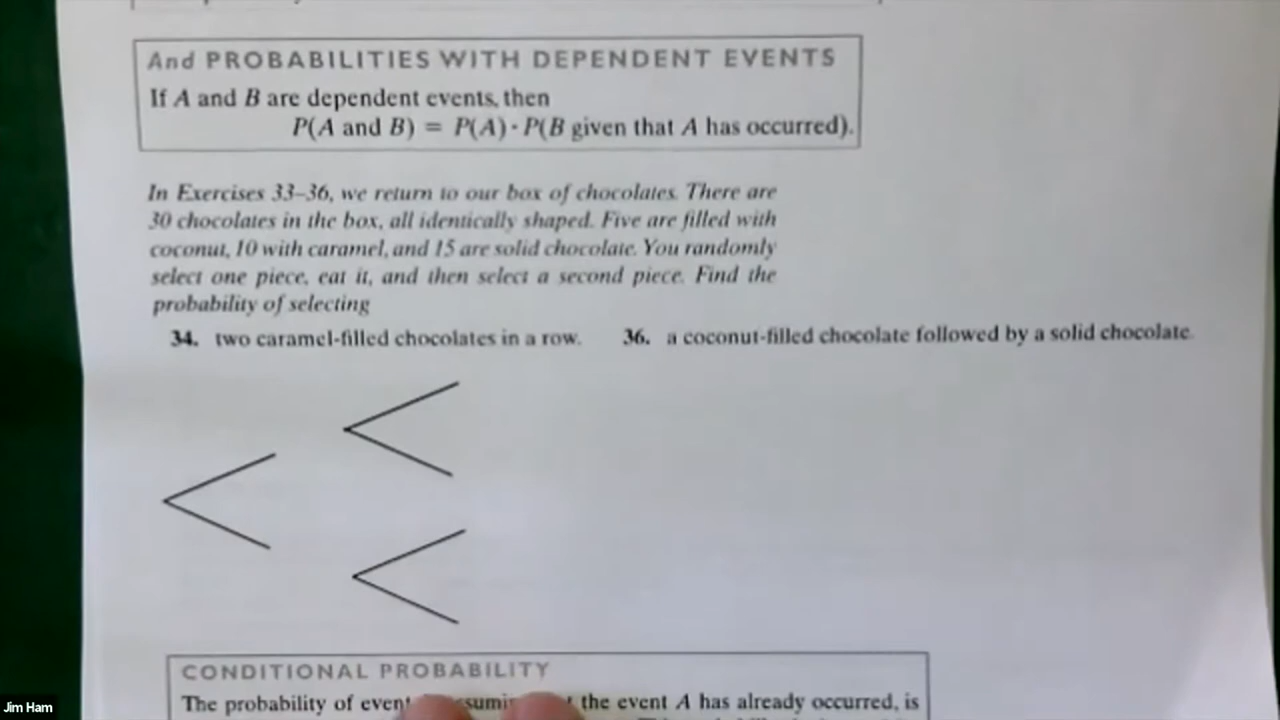 And PROBABILITIES WITH DEPENDENT EVENTS
If A and B are dependent events, then
P(A and B) = P(A) · P(B given that A has occurred).
In Exercises 33–36, we return to our box of chocolates. There are
30 chocolates in the box, all identically shaped. Five are filled with
coconut, 10 with caramel, and 15 are solid chocolate. You randomly
select one piece, eat it, and then select a second piece. Find the
probability of selecting
34. two caramel-filled chocolates in a row.
36. a coconut-filled chocolate followed by a solid chocolate.
CONDITIONAL PROBABILITY
The probability of event the event A has already occurred, is
Jim Ham